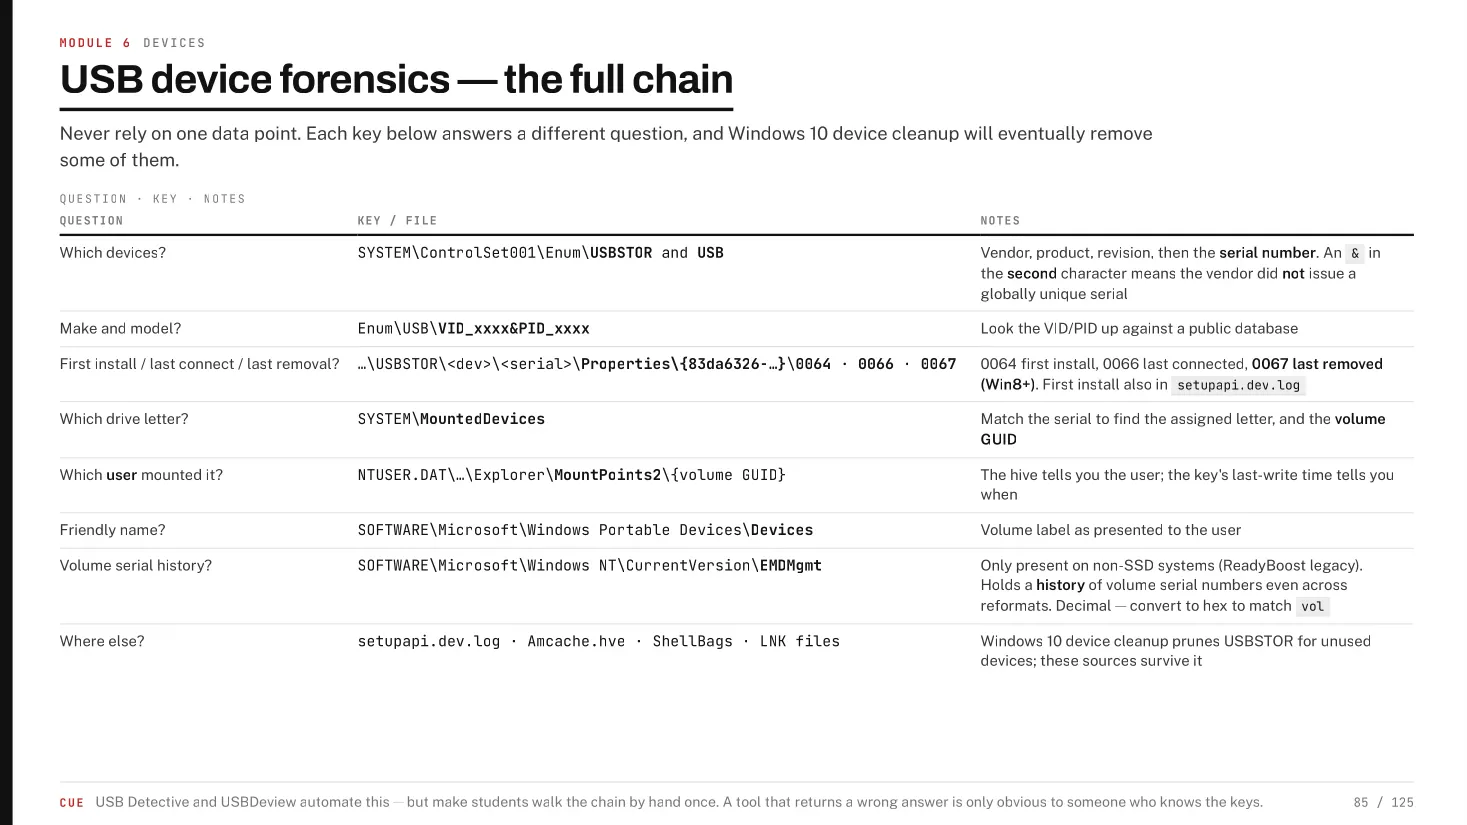 MODULE 6 DEVICES
USB device forensics — the full chain
Never rely on one data point. Each key below answers a different question, and Windows 10 device cleanup will eventually remove
some of them.
QUESTION · KEY · NOTES
QUESTION KEY / FILE NOTES
Which devices? SYSTEM\ControlSet001\Enum\USBSTOR and USB Vendor, product, revision, then the serial number. An & in
the second character means the vendor did not issue a
globally unique serial
Make and model? Enum\USB\VID_xxxx&PID_xxxx Look the VID/PID up against a public database
First install / last connect / last removal? …\USBSTOR\<dev>\<serial>\Properties\{83da6326-…}\0064 · 0066 · 0067 0064 first install, 0066 last connected, 0067 last removed
(Win8+). First install also in setupapi.dev.log
Which drive letter? SYSTEM\MountedDevices Match the serial to find the assigned letter, and the volume
GUID
Which user mounted it? NTUSER.DAT\…\Explorer\MountPoints2\{volume GUID} The hive tells you the user; the key's last-write time tells you
when
Friendly name? SOFTWARE\Microsoft\Windows Portable Devices\Devices Volume label as presented to the user
Volume serial history? SOFTWARE\Microsoft\Windows NT\CurrentVersion\EMDMgmt Only present on non-SSD systems (ReadyBoost legacy).
Holds a history of volume serial numbers even across
reformats. Decimal — convert to hex to match vol
Where else? setupapi.dev.log · Amcache.hve · ShellBags · LNK files Windows 10 device cleanup prunes USBSTOR for unused
devices; these sources survive it
CUE USB Detective and USBDeview automate this — but make students walk the chain by hand once. A tool that returns a wrong answer is only obvious to someone who knows the keys. 85 / 125